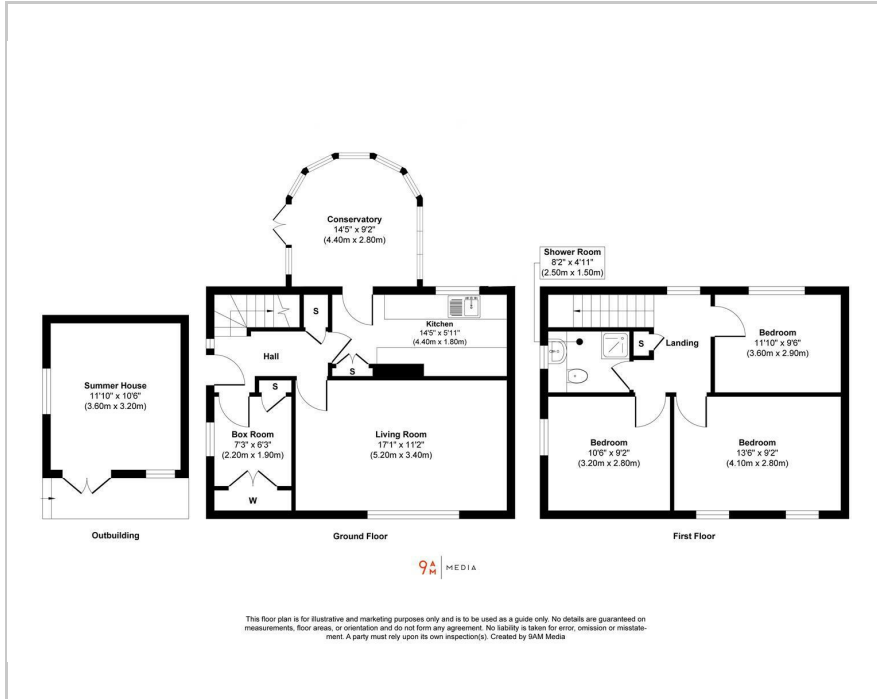 Conservatory
14'5" x 9'2"
(4.40m x 2.80m)
Shower Room
8'2" x 4'11"
(2.50m x 1.50m)
S
Kitchen
14'5" x 5'11"
(4.40m x 1.80m)
Hall
S
S
Summer House
11'10" x 10'6"
(3.60m x 3.20m)
Box Room
7'3" x 6'3"
(2.20m x 1.90m)
W
Living Room
17'1" x 11'2"
(5.20m x 3.40m)
S
Landing
Bedroom
11'10" x 9'6"
(3.60m x 2.90m)
Bedroom
10'6" x 9'2"
(3.20m x 2.80m)
Bedroom
13'6" x 9'2"
(4.10m x 2.80m)
Outbuilding
Ground Floor
First Floor
9AM MEDIA
This floor plan is for illustrative and marketing purposes only and is to be used as a guide only. No details are guaranteed on
measurements, floor areas, or orientation and do not form any agreement. No liability is taken for error, omission or misstate-
ment. A party must rely upon its own inspection(s). Created by 9AM Media